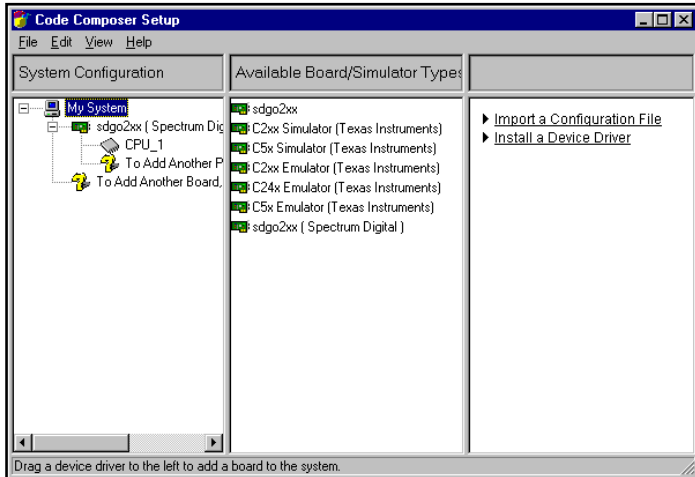 Code Composer Setup
File Edit View Help
System Configuration
Available Board/Simulator Types
My System
sdgo2xx ( Spectrum Dig
CPU_1
To Add Another P
To Add Another Board,
sdgo2xx
C2xx Simulator (Texas Instruments)
C5x Simulator (Texas Instruments)
C2xx Emulator (Texas Instruments)
C24x Emulator (Texas Instruments)
C5x Emulator (Texas Instruments)
sdgo2xx ( Spectrum Digital )
Import a Configuration File
Install a Device Driver
Drag a device driver to the left to add a board to the system.